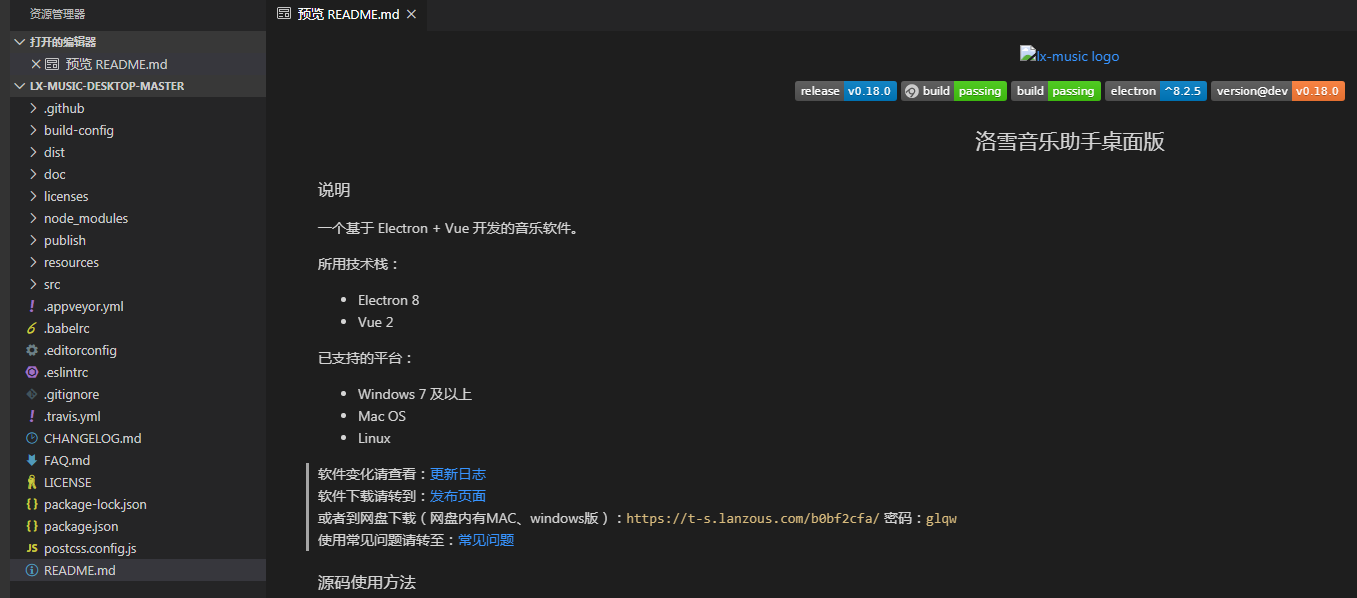 资源管理器
打开的编辑器
预览 README.md
LX-MUSIC-DESKTOP-MASTER
.github
build-config
dist
doc
licenses
node_modules
publish
resources
src
.appveyor.yml
.babelrc
.editorconfig
.eslintrc
.gitignore
.travis.yml
CHANGELOG.md
FAQ.md
LICENSE
package-lock.json
package.json
JS postcss.config.js
README.md
预览 README.md
lx-music logo
release v0.18.0 build passing build passing electron ^8.2.5 version@dev v0.18.0
洛雪音乐助手桌面版
说明
一个基于 Electron + Vue 开发的音乐软件。
所用技术栈：
• Electron 8
• Vue 2
已支持的平台：
• Windows 7 及以上
• Mac OS
• Linux
软件变化请查看：更新日志
软件下载请转到：发布页面
或者到网盘下载（网盘内有MAC、windows版）：https://t-s.lanzous.com/b0bf2cfa/ 密码：glqw
使用常见问题请转至：常见问题
源码使用方法